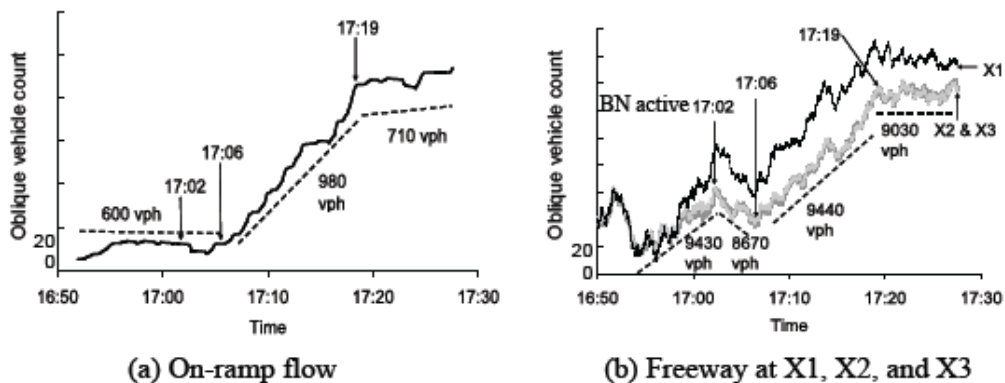 Oblique vehicle count
20
0
17:19
17:06
17:02
600 vph
980
vph
710 vph
16:50 17:00 17:10 17:20 17:30
Time
(a) On-ramp flow
Oblique vehicle count
20
0
17:19
X1
BN active
17:02
17:06
X2 & X3
9030
vph
9440
vph
9430
vph
8670
vph
16:50 17:00 17:10 17:20 17:30
Time
(b) Freeway at X1, X2, and X3